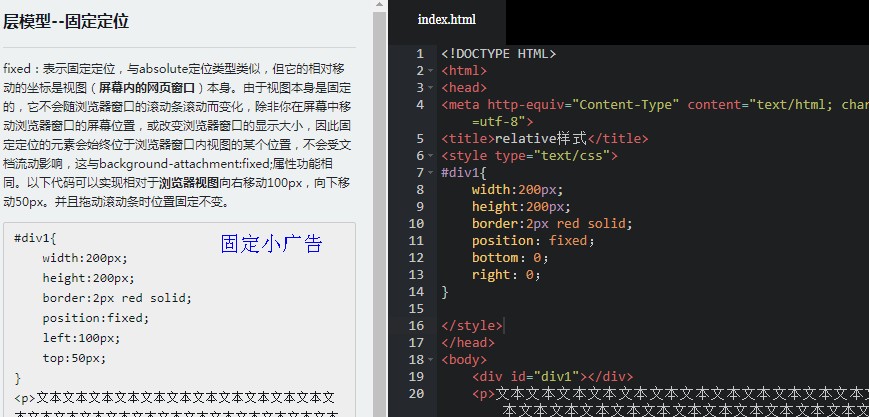 层模型--固定定位
fixed：表示固定定位，与absolute定位类型类似，但它的相对移
动的坐标是视图（屏幕内的网页窗口）本身。由于视图本身是固定
的，它不会随浏览器窗口的滚动条滚动而变化，除非你在屏幕中移
动浏览器窗口的屏幕位置，或改变浏览器窗口的显示大小，因此固
定定位的元素会始终位于浏览器窗口内视图的某个位置，不会受文
档流动影响，这与background-attachment:fixed;属性功能相
同。以下代码可以实现相对于浏览器视图向右移动100px，向下移
动50px。并且拖动滚动条时位置固定不变。
#div1{
固定小广告
width:200px;
height:200px;
border:2px red solid;
position:fixed;
left:100px;
top:50px;
}
<p>文本文本文本文本文本文本文本文本文本文本文本文
index.html
1 <!DOCTYPE HTML>
2 <html>
3 <head>
4 <meta http-equiv="Content-Type" content="text/html; char
=utf-8">
5 <title>relative样式</title>
6 <style type="text/css">
7 #div1{
8 width:200px;
9 height:200px;
10 border:2px red solid;
11 position: fixed；
12 bottom: 0；
13 right: 0；
14 }
15
16 </style>
17 </head>
18 <body>
19 <div id="div1"></div>
20 <p>文本文本文本文本文本文本文本文本文本文本文本文本文本文本
文本文本文本文本文本文本文本文本文本文本文本文本文本文本